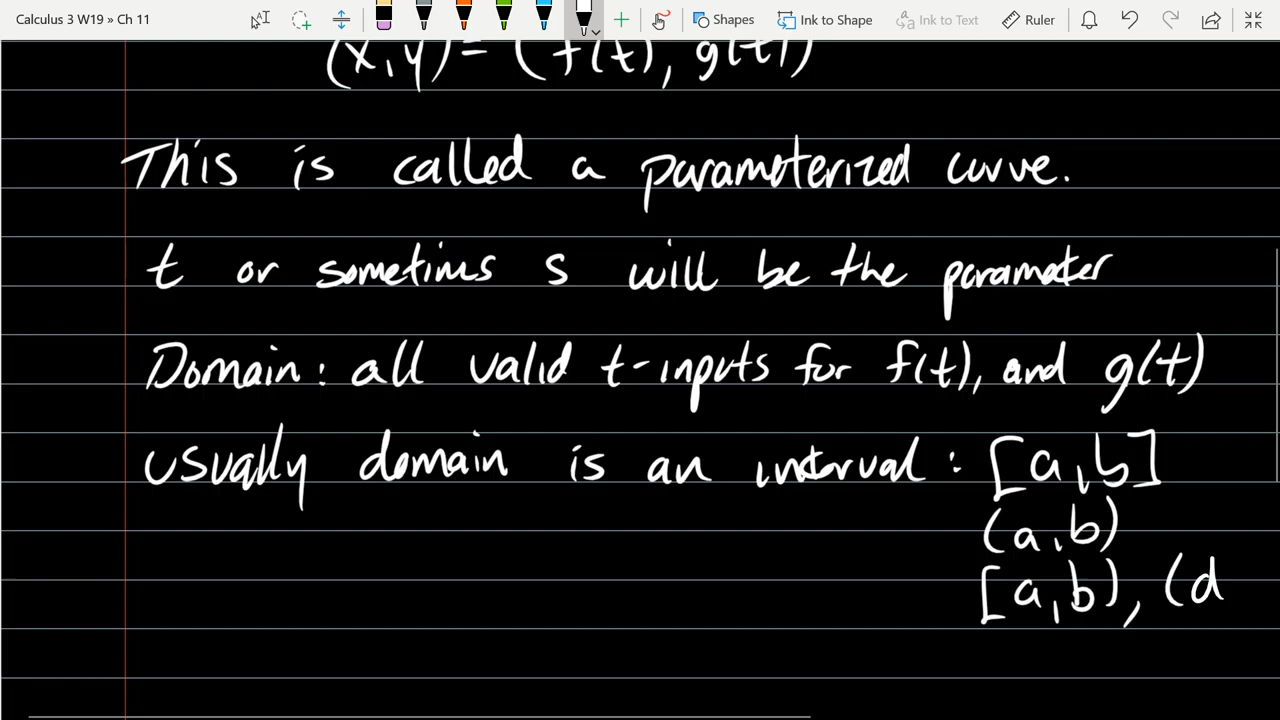 Calculus 3 W19 » Ch 11
Shapes Ink to Shape Ink to Text Ruler
(x,y) = (f(t), g(t))
This is called a parameterized curve.
t or sometimes s will be the parameter
Domain: all valid t-inputs for f(t), and g(t)
usually domain is an interval: [a,b]
(a,b)
[a,b), (d